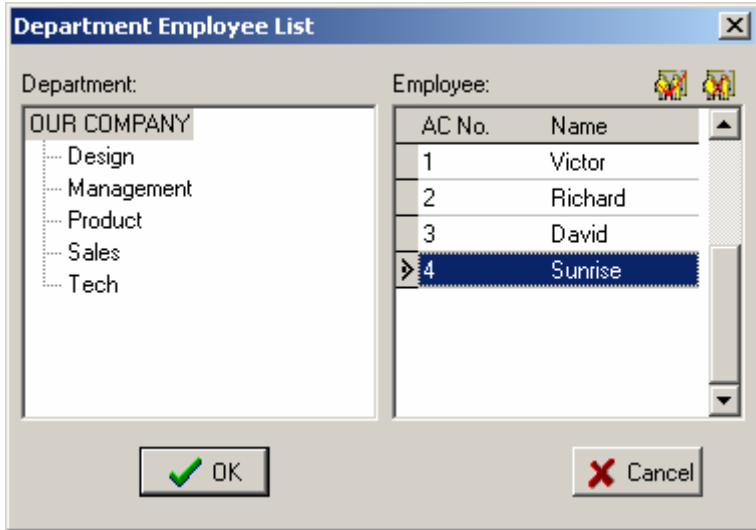 Department Employee List
Department:
Employee:
OUR COMPANY
Design
Management
Product
Sales
Tech
AC No. Name
1 Victor
2 Richard
3 David
4 Sunrise
OK
Cancel